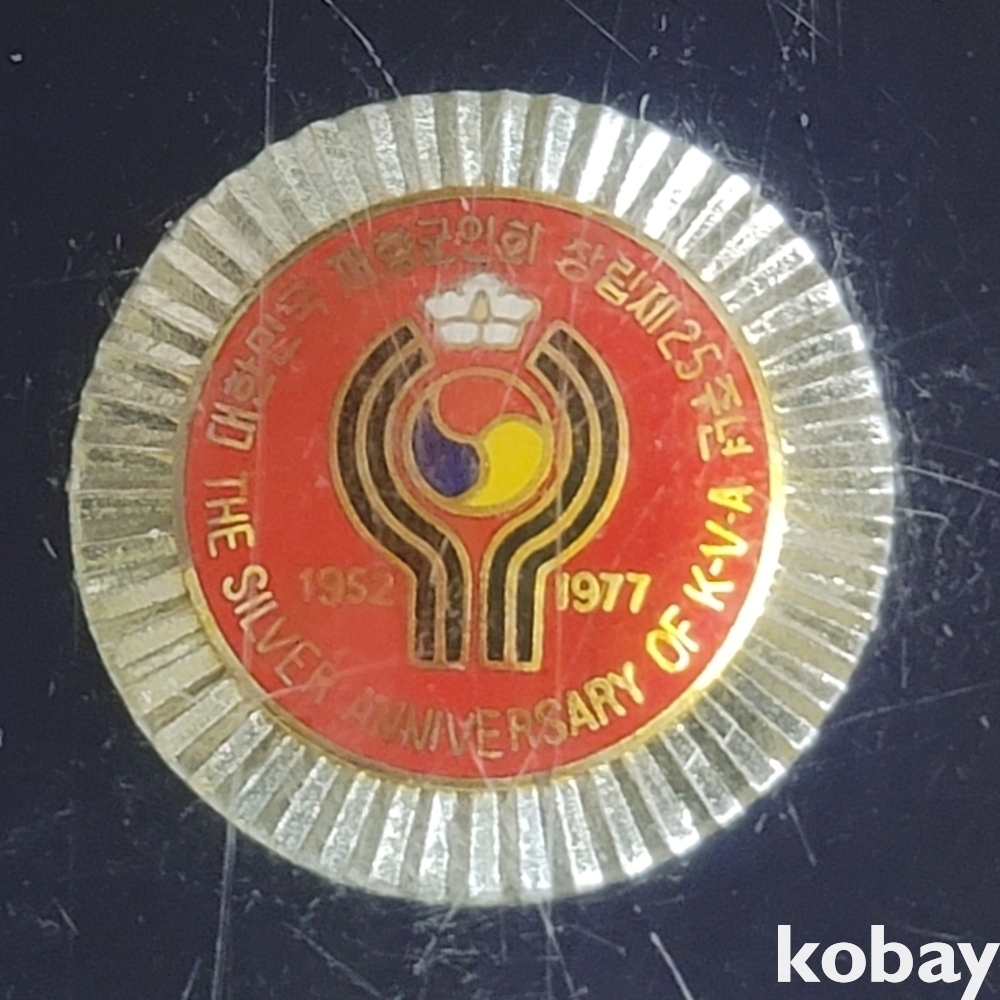 대한민국 재향군인회 창립제25주년
1952
1977
THE SILVER ANNIVERSARY OF K-V-A
kobay